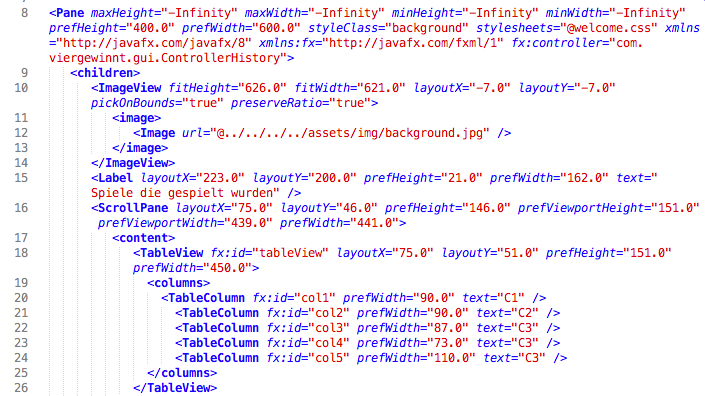 8 <Pane maxHeight="-Infinity" maxWidth="-Infinity" minHeight="-Infinity" minWidth="-Infinity"
prefHeight="400.0" prefWidth="600.0" styleClass="background" stylesheets="@welcome.css" xmlns
="http://javafx.com/javafx/8" xmlns:fx="http://javafx.com/fxml/1" fx:controller="com.
viergewinnt.gui.ControllerHistory">
9 <children>
10 <ImageView fitHeight="626.0" fitWidth="621.0" layoutX="-7.0" layoutY="-7.0"
pickOnBounds="true" preserveRatio="true">
11 <image>
12 <Image url="@../../../../assets/img/background.jpg" />
13 </image>
14 </ImageView>
15 <Label layoutX="223.0" layoutY="200.0" prefHeight="21.0" prefWidth="162.0" text="
Spiele die gespielt wurden" />
16 <ScrollPane layoutX="75.0" layoutY="46.0" prefHeight="146.0" prefViewportHeight="151.0"
prefViewportWidth="439.0" prefWidth="441.0">
17 <content>
18 <TableView fx:id="tableView" layoutX="75.0" layoutY="51.0" prefHeight="151.0"
prefWidth="450.0">
19 <columns>
20 <TableColumn fx:id="col1" prefWidth="90.0" text="C1" />
21 <TableColumn fx:id="col2" prefWidth="90.0" text="C2" />
22 <TableColumn fx:id="col3" prefWidth="87.0" text="C3" />
23 <TableColumn fx:id="col4" prefWidth="73.0" text="C3" />
24 <TableColumn fx:id="col5" prefWidth="110.0" text="C3" />
25 </columns>
26 </TableView>